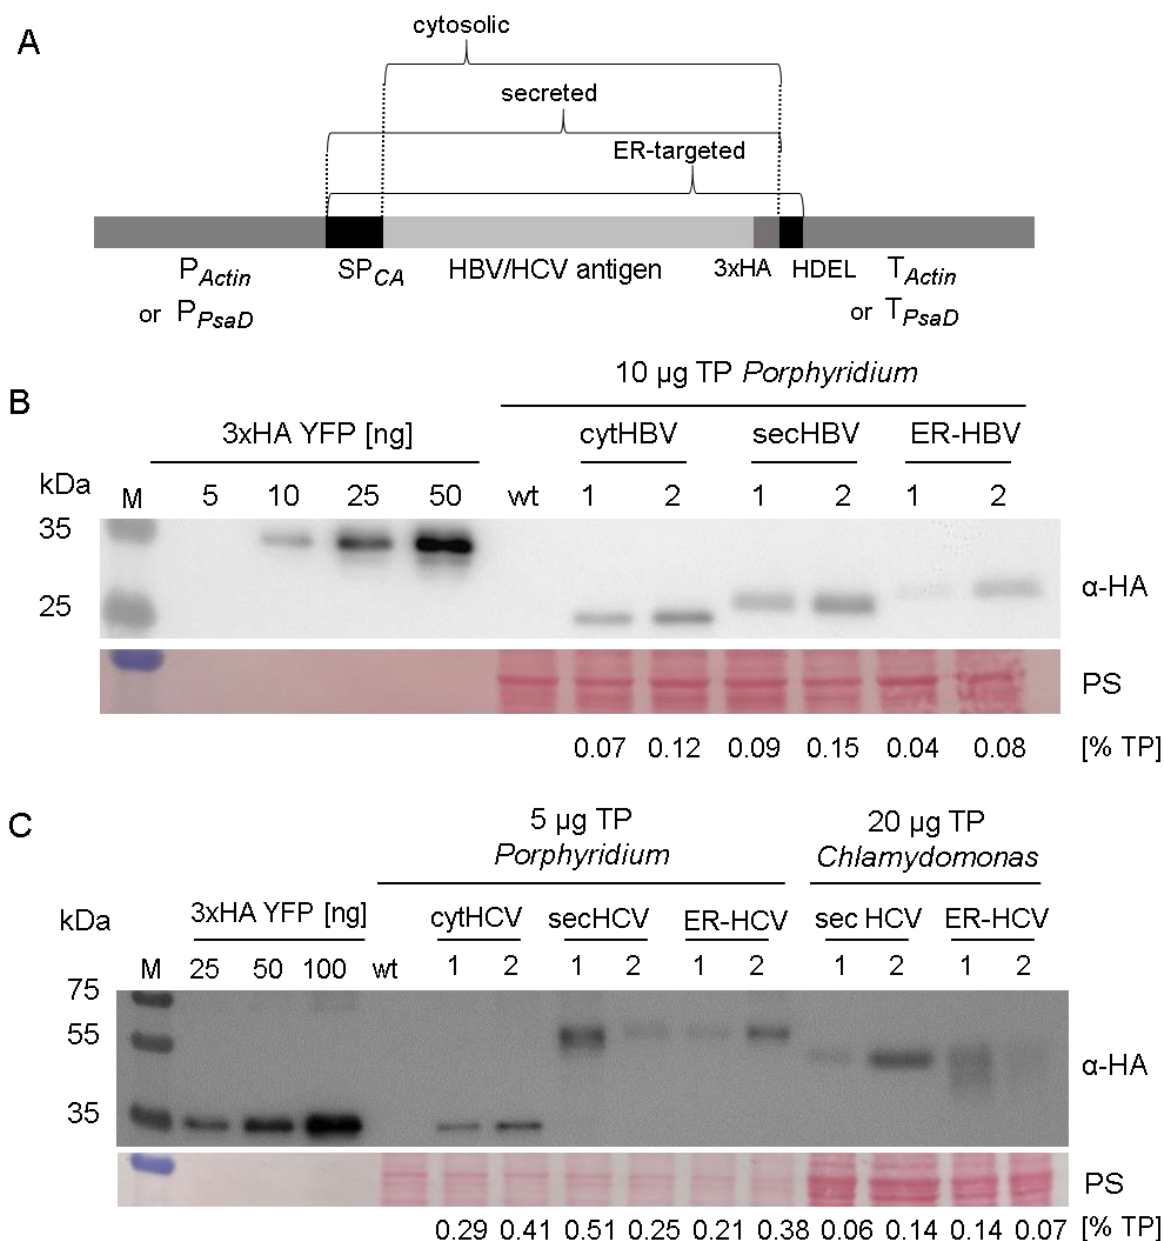 A
cytosolic
secreted
ER-targeted
P_Actin SP_CA HBV/HCV antigen 3xHA HDEL T_Actin
or P_PsaD or T_PsaD
B
10 µg TP Porphyridium
3xHA YFP [ng] cytHBV secHBV ER-HBV
kDa M 5 10 25 50 wt 1 2 1 2 1 2
35
25
α-HA
PS
0.07 0.12 0.09 0.15 0.04 0.08 [% TP]
C
5 µg TP 20 µg TP
Porphyridium Chlamydomonas
kDa 3xHA YFP [ng] cytHCV secHCV ER-HCV sec HCV ER-HCV
M 25 50 100 wt 1 2 1 2 1 2 1 2 1 2
75
55
35
α-HA
PS
0.29 0.41 0.51 0.25 0.21 0.38 0.06 0.14 0.14 0.07 [% TP]